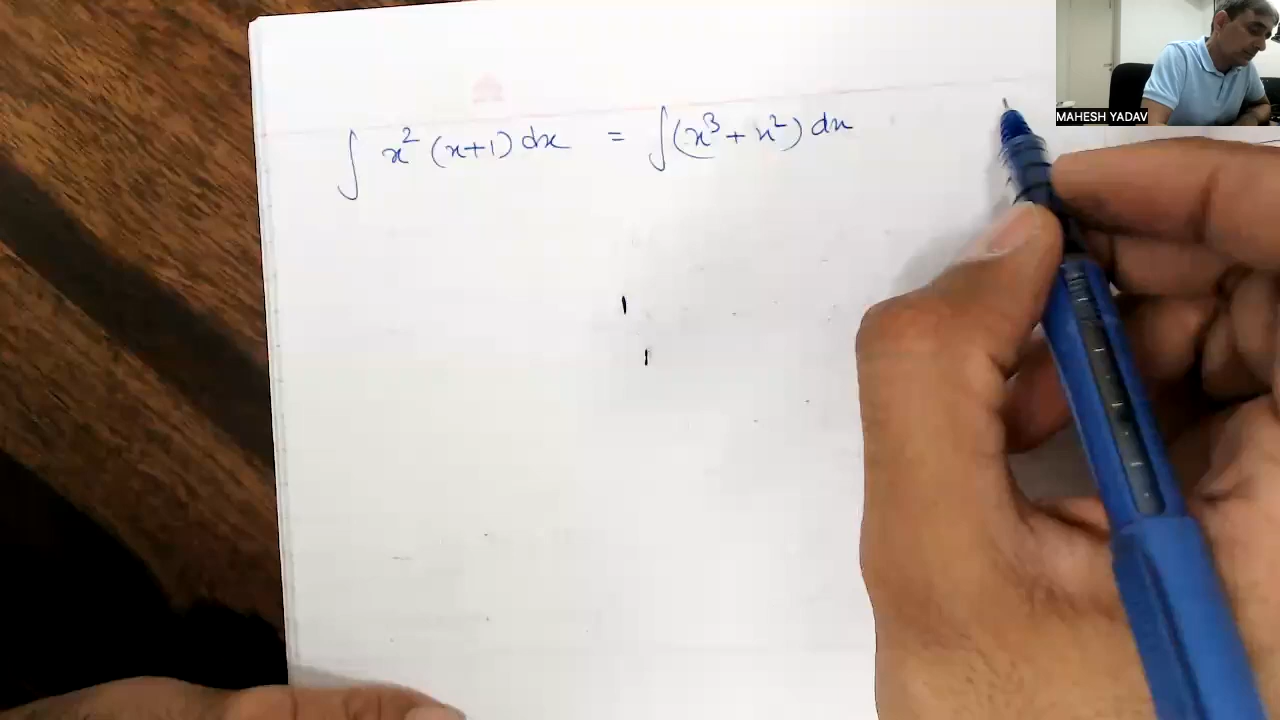 ∫ x² (x+1) dx = ∫(x³ + x²) dx
MAHESH YADAV